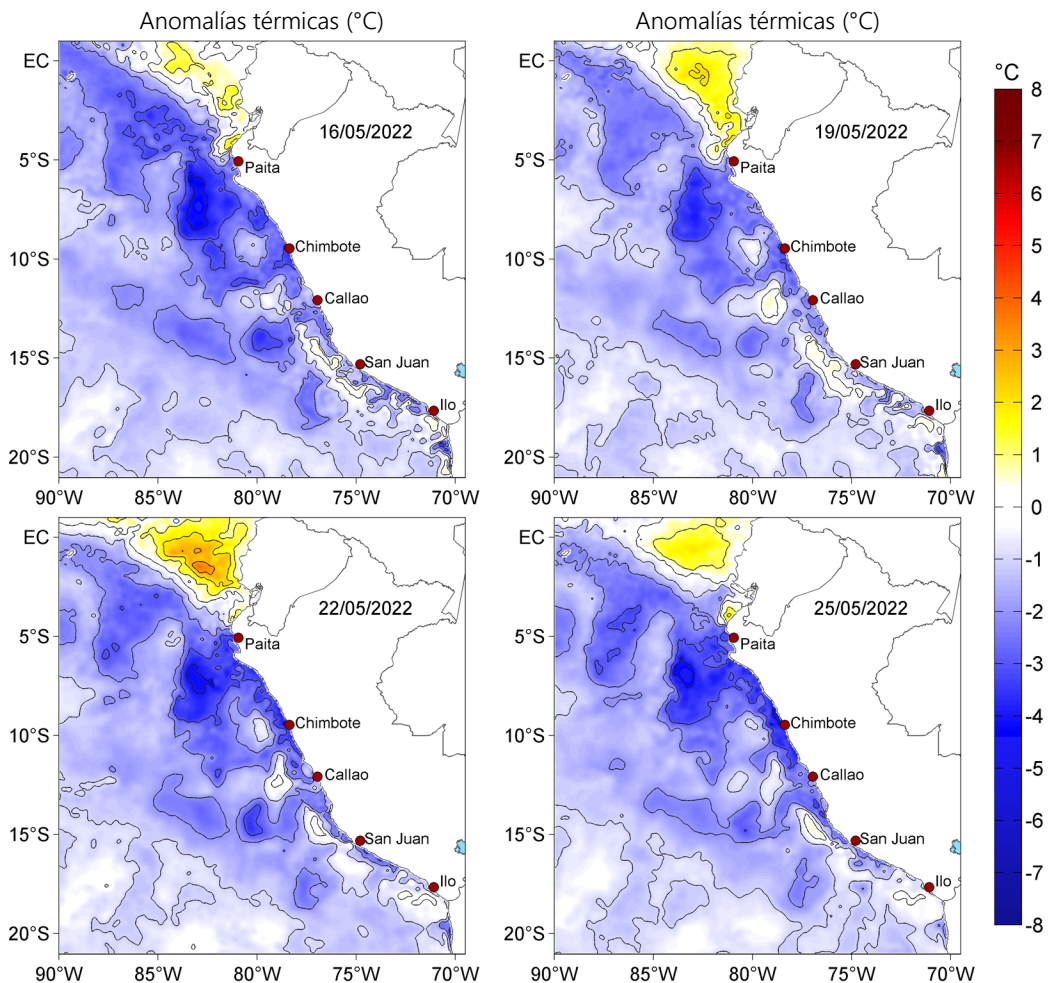 Anomalías térmicas (°C)
Anomalías térmicas (°C)
EC
5°S
10°S
15°S
20°S
90°W
85°W
80°W
75°W
70°W
16/05/2022
Paita
Chimbote
Callao
San Juan
Ilo
EC
5°S
10°S
15°S
20°S
90°W
85°W
80°W
75°W
70°W
19/05/2022
Paita
Chimbote
Callao
San Juan
Ilo
EC
5°S
10°S
15°S
20°S
90°W
85°W
80°W
75°W
70°W
22/05/2022
Paita
Chimbote
Callao
San Juan
Ilo
EC
5°S
10°S
15°S
20°S
90°W
85°W
80°W
75°W
70°W
25/05/2022
Paita
Chimbote
Callao
San Juan
Ilo
°C
8
7
6
5
4
3
2
1
0
-1
-2
-3
-4
-5
-6
-7
-8